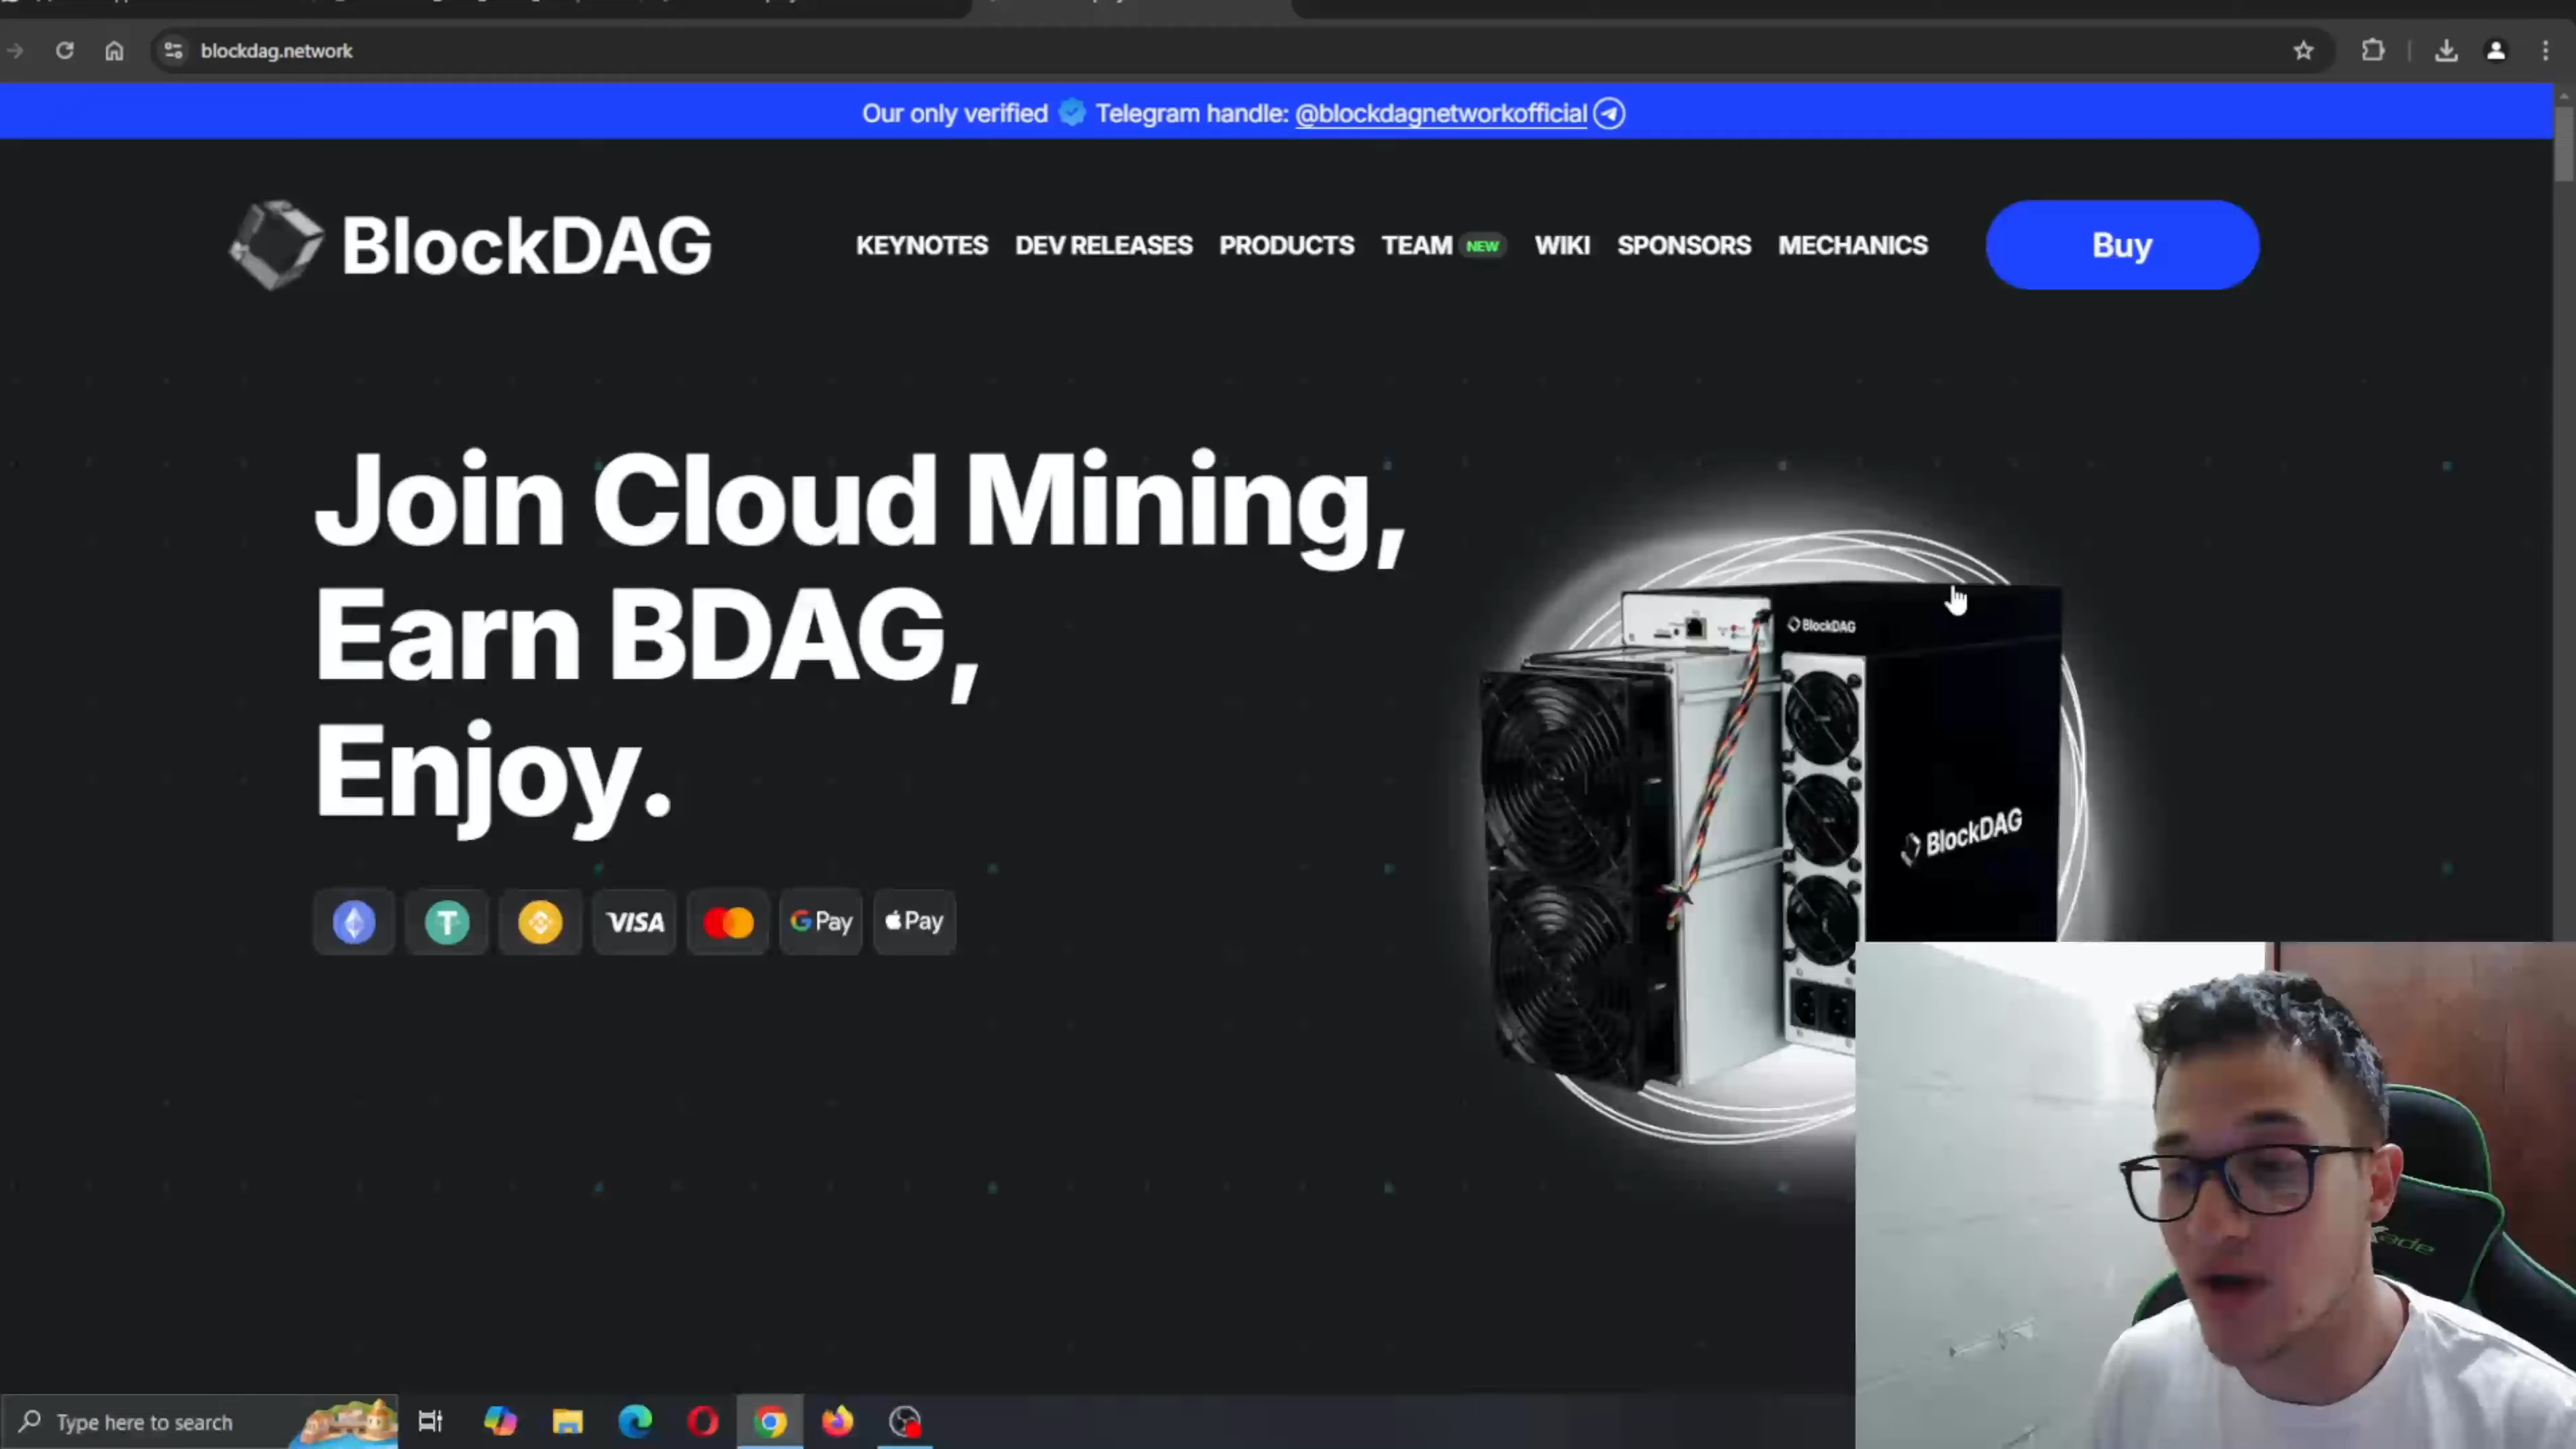 blockdag.network
Our only verified Telegram handle: @blockdagnetworkofficial
BlockDAG
KEYNOTES DEV RELEASES PRODUCTS TEAM NEW WIKI SPONSORS MECHANICS
Buy
Join Cloud Mining,
Earn BDAG,
Enjoy.
BlockDAG
BlockDAG
VISA
G Pay
Pay
Type here to search